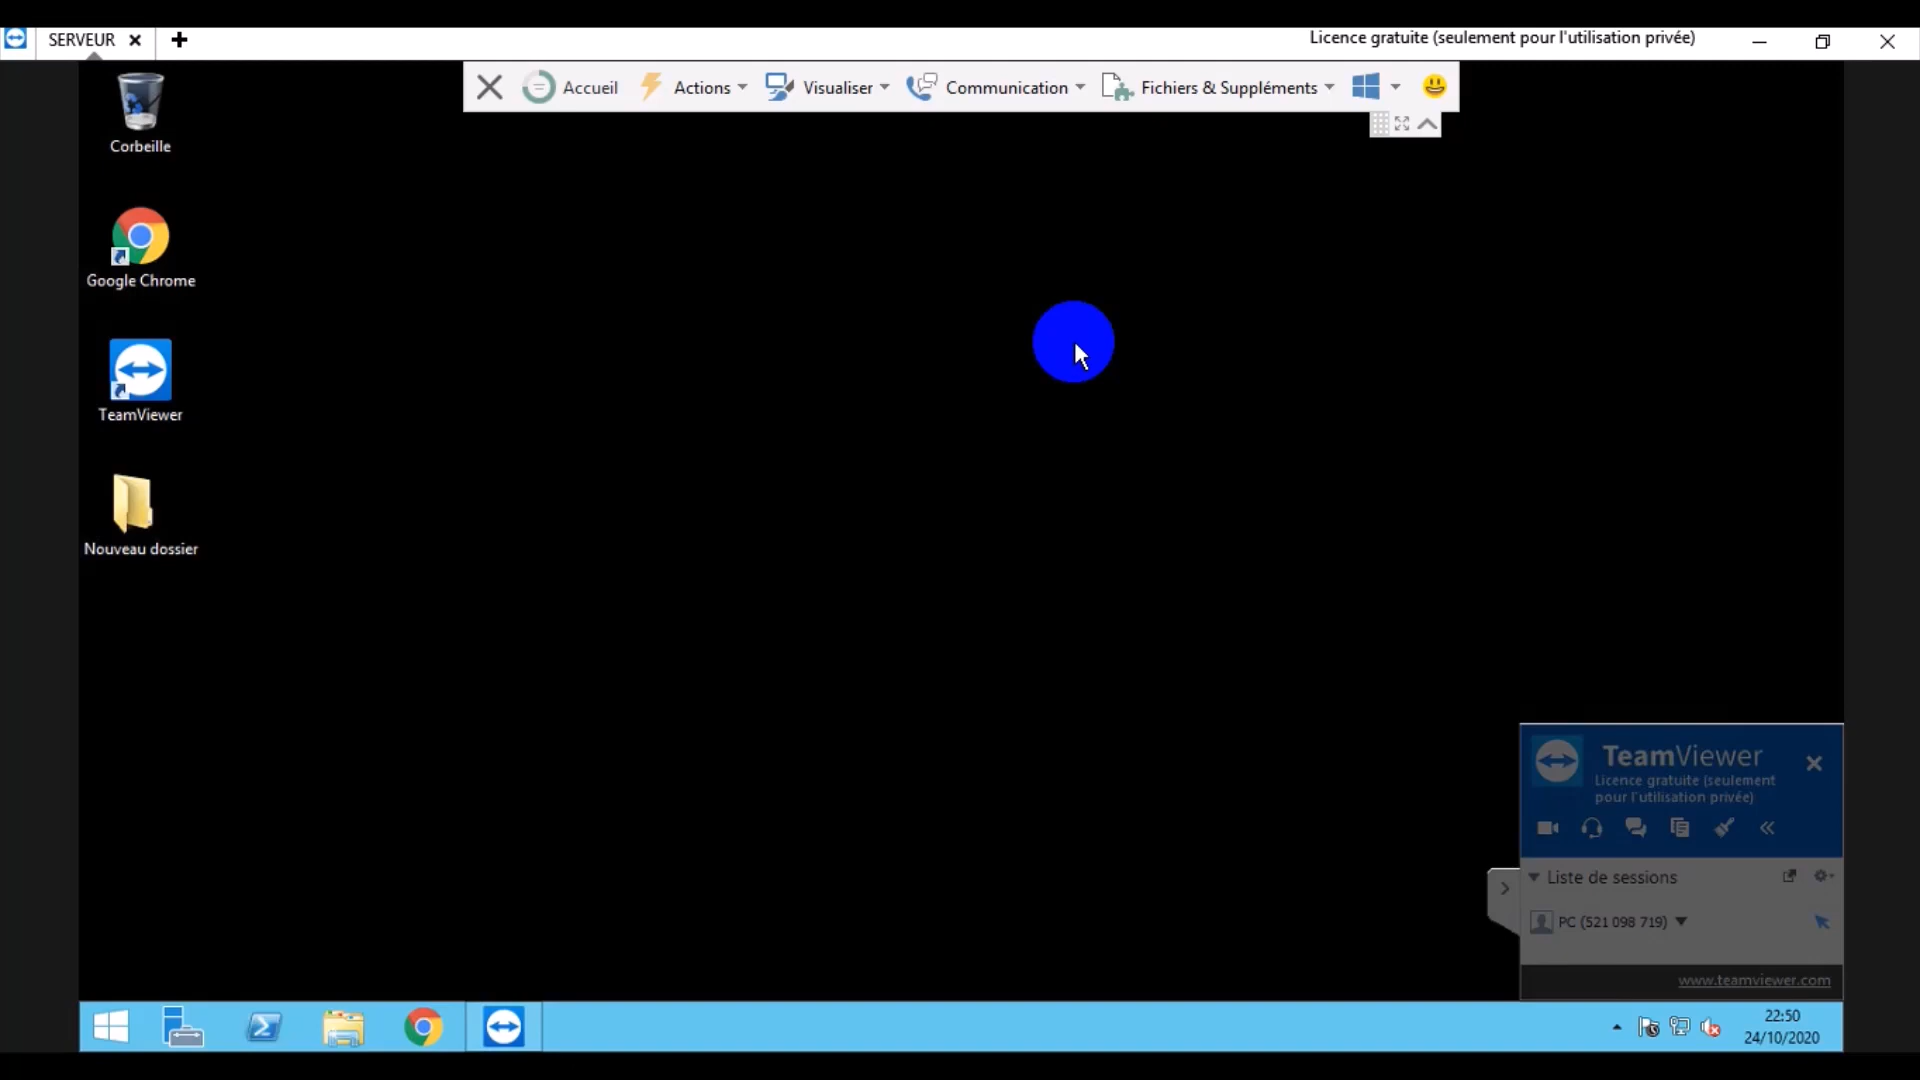 SERVEUR
Licence gratuite (seulement pour l'utilisation privée)
Accueil
Actions
Visualiser
Communication
Fichiers & Suppléments
Corbeille
Google Chrome
TeamViewer
Nouveau dossier
TeamViewer
Licence gratuite (seulement
pour l'utilisation privée)
Liste de sessions
PC (521 098 719)
www.teamviewer.com
22:50
24/10/2020